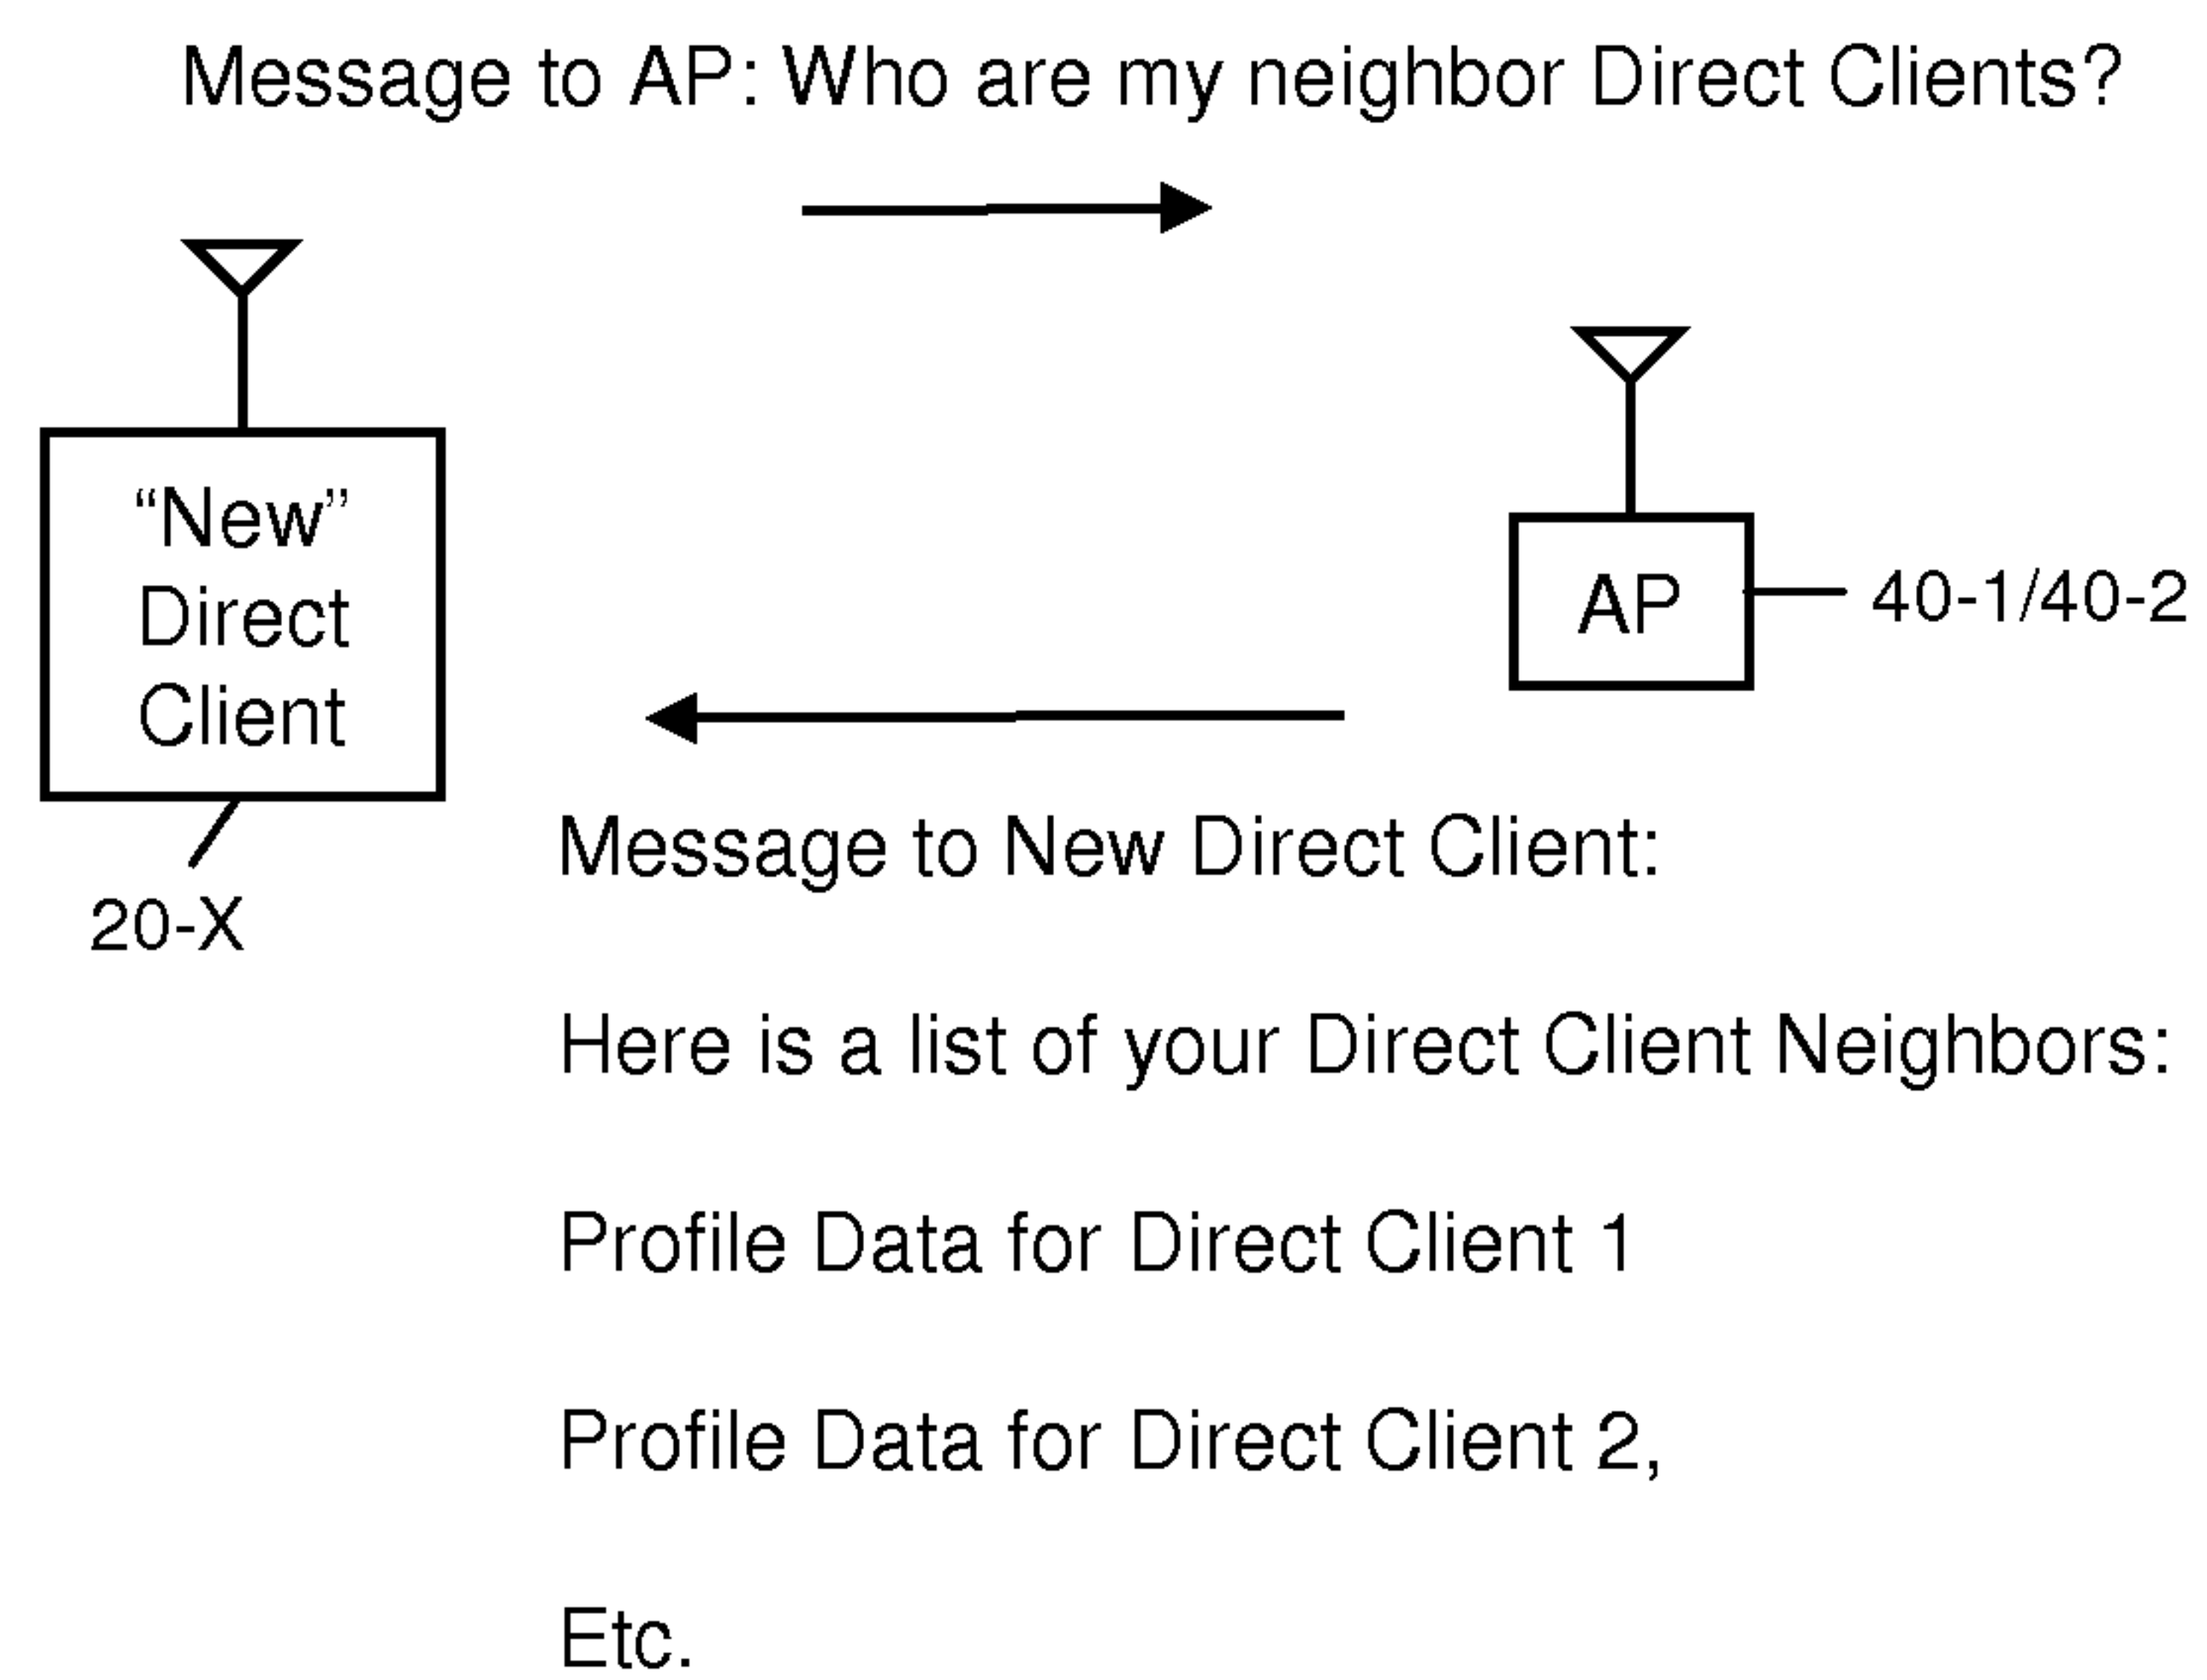 Message to AP: Who are my neighbor Direct Clients?
“New”
Direct
Client
20-X
AP
40-1/40-2
Message to New Direct Client:
Here is a list of your Direct Client Neighbors:
Profile Data for Direct Client 1
Profile Data for Direct Client 2,
Etc.